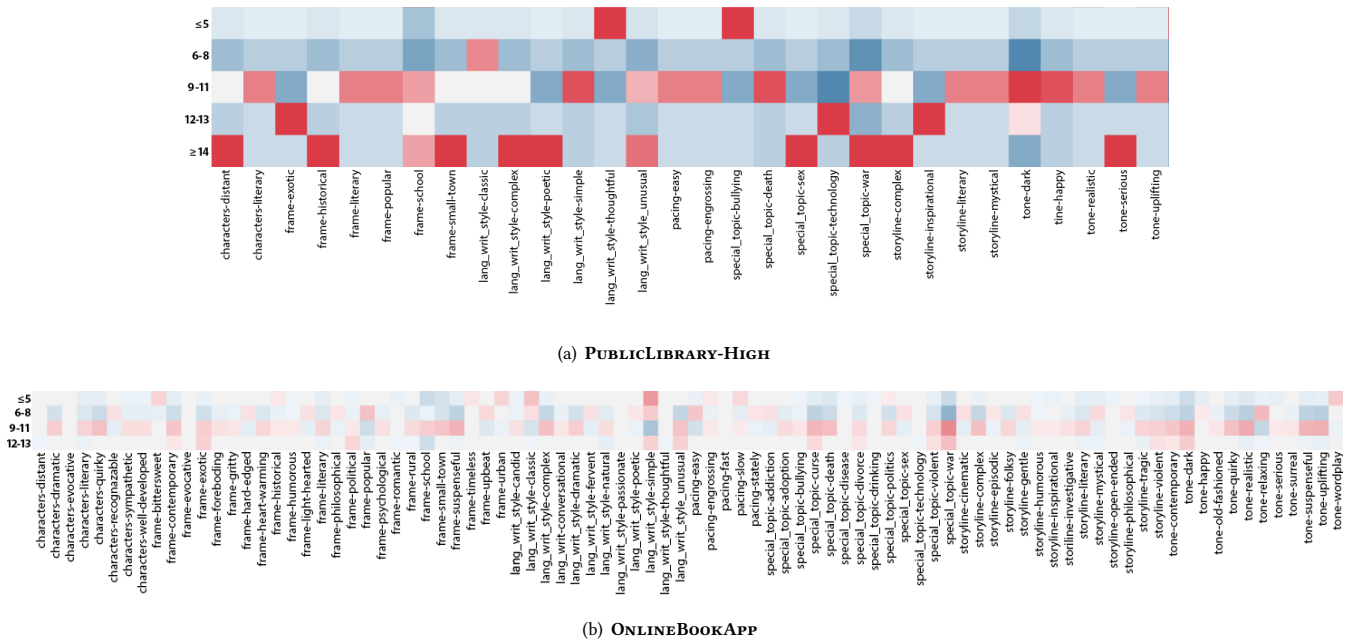 ≤5
6-8
9-11
12-13
≥14
characters-distant
characters-literary
frame-exotic
frame-historical
frame-literary
frame-popular
frame-school
frame-small-town
lang_writ_style-classic
lang_writ_style-complex
lang_writ_style-poetic
lang_writ_style-simple
lang_writ_style-thoughtful
lang_writ_style_unusual
pacing-easy
pacing-engrossing
special_topic-bullying
special_topic-death
special_topic-sex
special_topic-technology
special_topic-war
storyline-complex
storyline-inspirational
storyline-literary
storyline-mystical
tone-dark
tine-happy
tone-realistic
tone-serious
tone-uplifting
(a) PUBLICLIBRARY-HIGH
≤5
6-8
9-11
12-13
characters-distant
characters-dramatic
characters-evocative
characters-literary
characters-quirky
characters-recognazable
characters-sympathetic
characters-well-developed
frame-bittersweet
frame-contemporary
frame-evocative
frame-exotic
frame-foreboding
frame-gritty
frame-hard-edged
frame-heart-warming
frame-historical
frame-humorous
frame-light-hearted
frame-literary
frame-philosophical
frame-political
frame-popular
frame-psychological
frame-romantic
frame-rural
frame-school
frame-small-town
frame-suspenseful
frame-timeless
frame-upbeat
frame-urban
lang_writ_style-candid
lang_writ_style-classic
lang_writ_style-complex
lang_writ-conversational
lang_writ_style-dramatic
lang_writ_style-fervent
lang_writ_style-natural
lang_writ_style-passionate
lang_writ_style-poetic
lang_writ_style-simple
lang_writ_style-thoughtful
lang_writ_style_unusual
pacing-easy
pacing-engrossing
pacing-fast
pacing-slow
pacing-stately
special_topic-addiction
special_topic-adoption
special_topic-bullying
special_topic-curse
special_topic-death
special_topic-disease
special_topic-divorce
special_topic-drinking
special_topic-politics
special_topic-sex
special_topic-technology
special_topic-violent
special_topic-war
storyline-cinematic
storyline-complex
storyline-episodic
storyline-folksy
storyline-gentle
storyline-humorous
storyline-inspirational
storiline-investigative
storyline-literary
storyline-mystical
storyline-open-ended
storyline-philosophical
storyline-tragic
storyline-violent
tone-contemporary
tone-dark
tone-happy
tone-old-fashioned
tone-quirky
tone-realistic
tone-relaxing
tone-serious
tone-surreal
tone-suspenseful
tone-uplifting
tone-wordplay
(b) ONLINEBOOKAPP